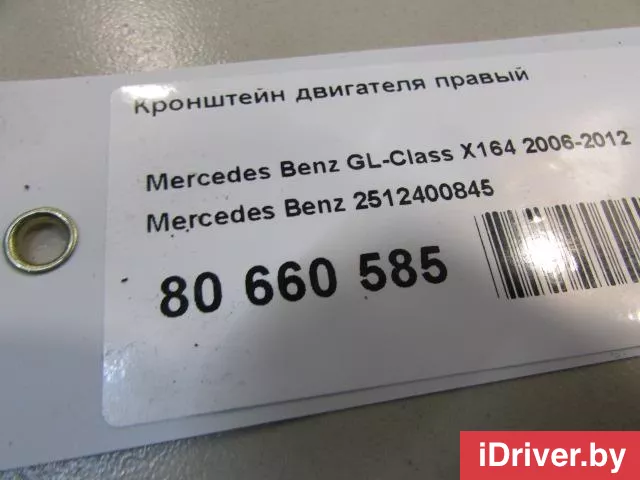 Кронштейн двигателя правый
Mercedes Benz GL-Class X164 2006-2012
Mercedes Benz 2512400845
80 660 585
iDriver.by